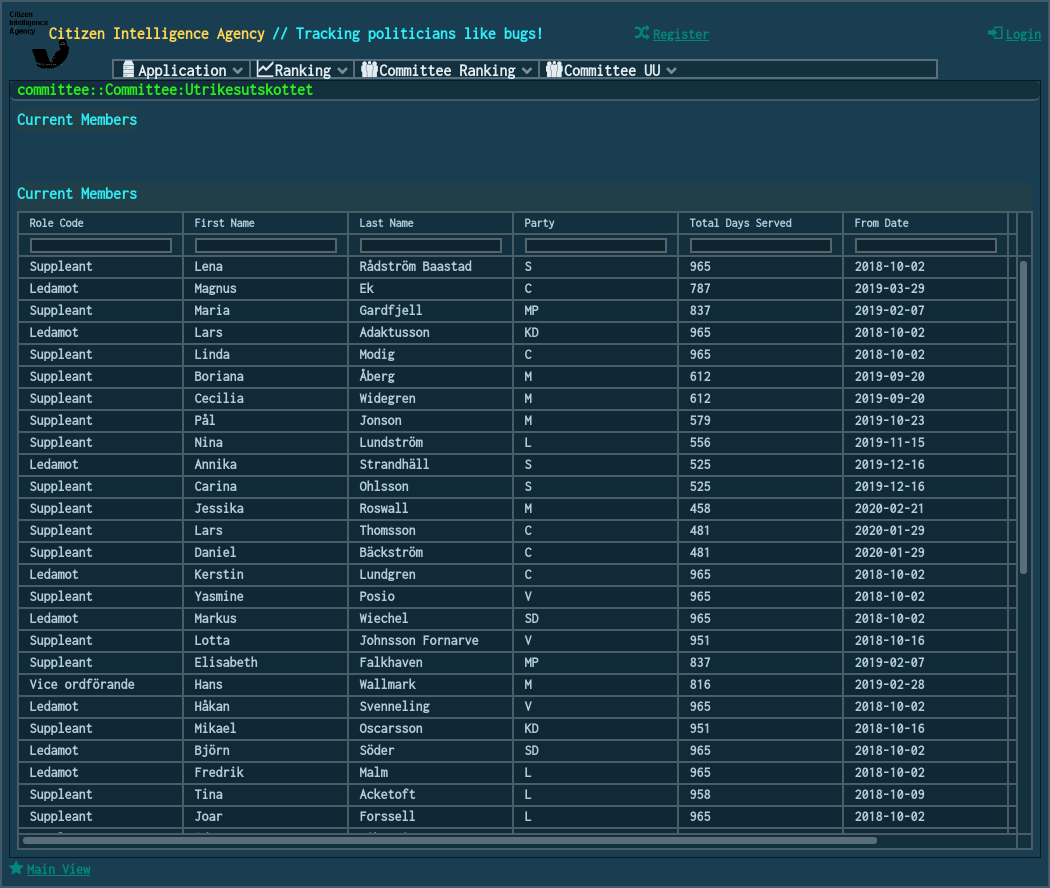 Citizen
Intelligence
Agency
Citizen Intelligence Agency // Tracking politicians like bugs!
Register
Login
Application Ranking Committee Ranking Committee UU
committee::Committee:Utrikesutskottet
Current Members
Current Members
Role Code First Name Last Name Party Total Days Served From Date
Suppleant Lena Rådström Baastad S 965 2018-10-02
Ledamot Magnus Ek C 787 2019-03-29
Suppleant Maria Gardfjell MP 837 2019-02-07
Ledamot Lars Adaktusson KD 965 2018-10-02
Suppleant Linda Modig C 965 2018-10-02
Suppleant Boriana Åberg M 612 2019-09-20
Suppleant Cecilia Widegren M 612 2019-09-20
Suppleant Pål Jonson M 579 2019-10-23
Suppleant Nina Lundström L 556 2019-11-15
Ledamot Annika Strandhäll S 525 2019-12-16
Suppleant Carina Ohlsson S 525 2019-12-16
Suppleant Jessika Roswall M 458 2020-02-21
Suppleant Lars Thomsson C 481 2020-01-29
Suppleant Daniel Bäckström C 481 2020-01-29
Ledamot Kerstin Lundgren C 965 2018-10-02
Suppleant Yasmine Posio V 965 2018-10-02
Ledamot Markus Wiechel SD 965 2018-10-02
Suppleant Lotta Johnsson Fornarve V 951 2018-10-16
Suppleant Elisabeth Falkhaven MP 837 2019-02-07
Vice ordförande Hans Wallmark M 816 2019-02-28
Ledamot Håkan Svenneling V 965 2018-10-02
Suppleant Mikael Oscarsson KD 951 2018-10-16
Ledamot Björn Söder SD 965 2018-10-02
Ledamot Fredrik Malm L 965 2018-10-02
Suppleant Tina Acketoft L 958 2018-10-09
Suppleant Joar Forssell L 965 2018-10-02
Main View